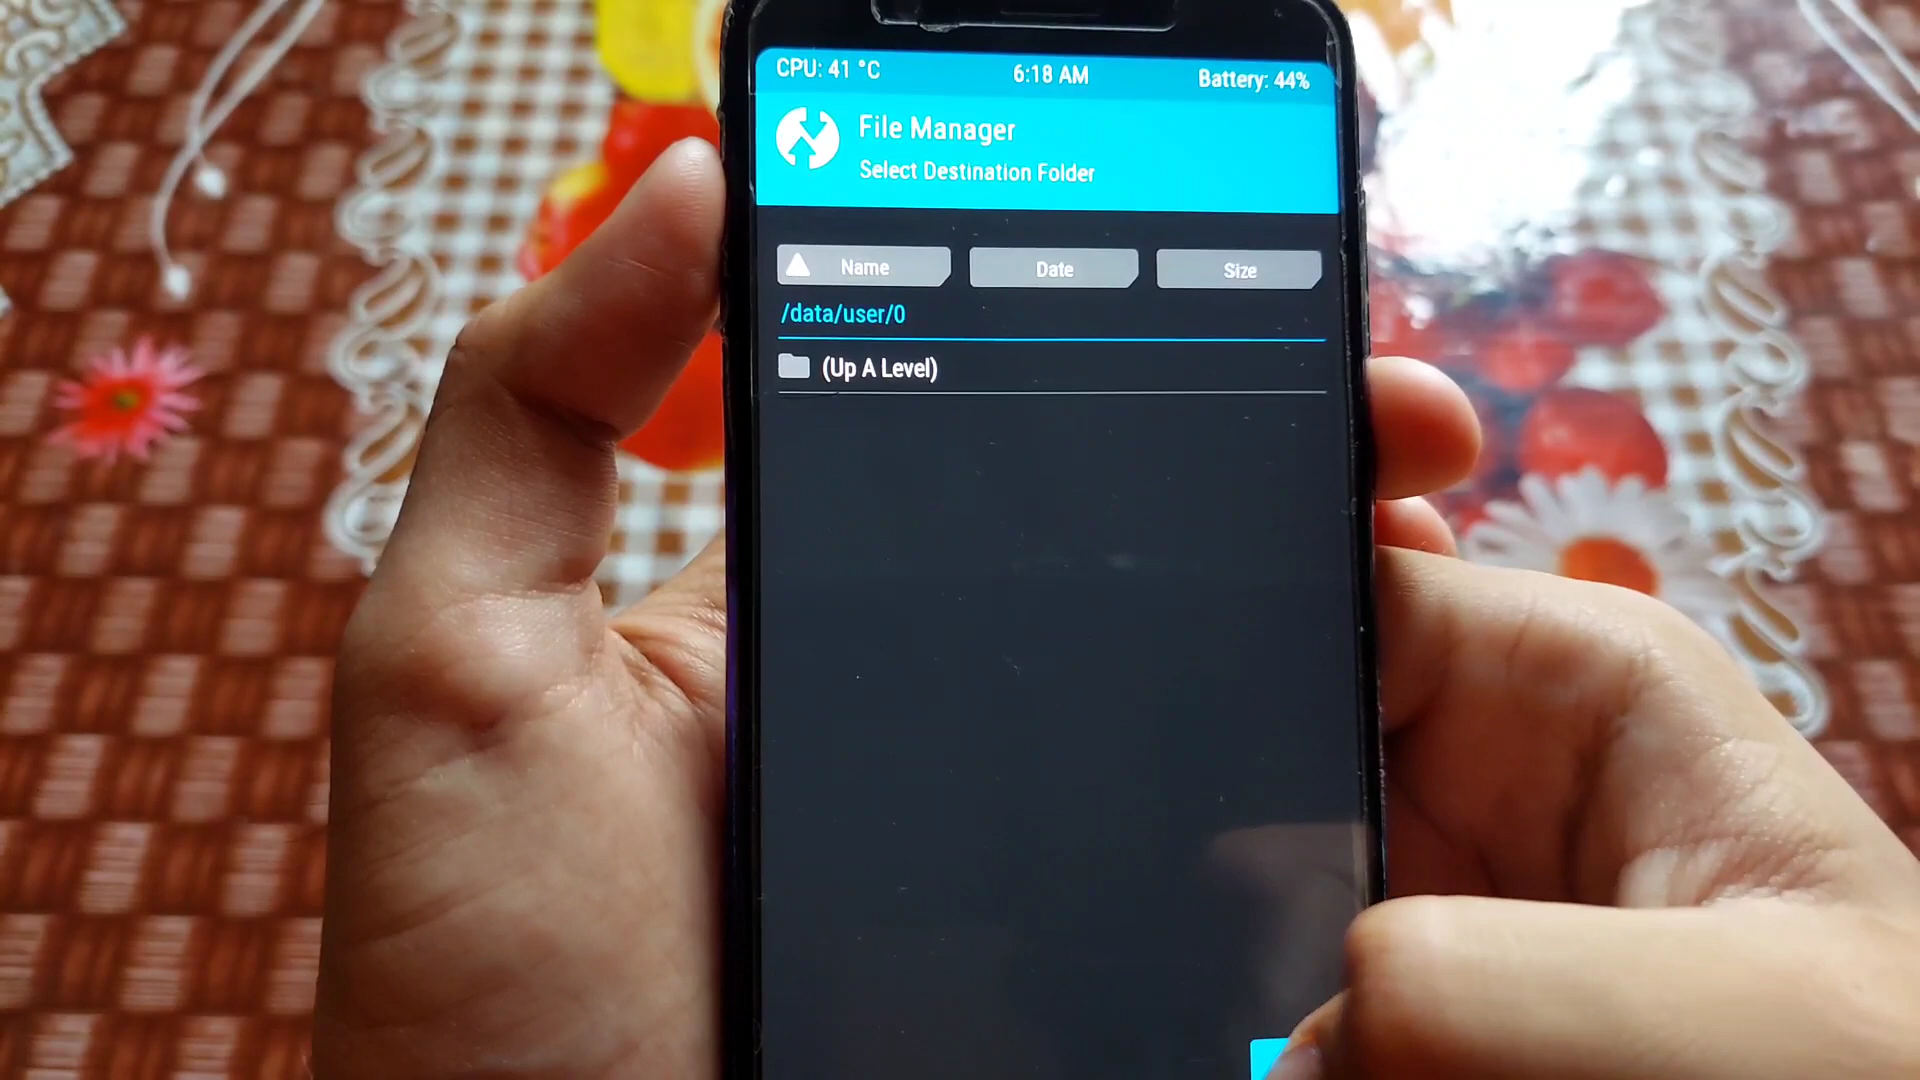 CPU: 41 °C 6:18 AM Battery: 44%
File Manager
Select Destination Folder
Name Date Size
/data/user/0
(Up A Level)